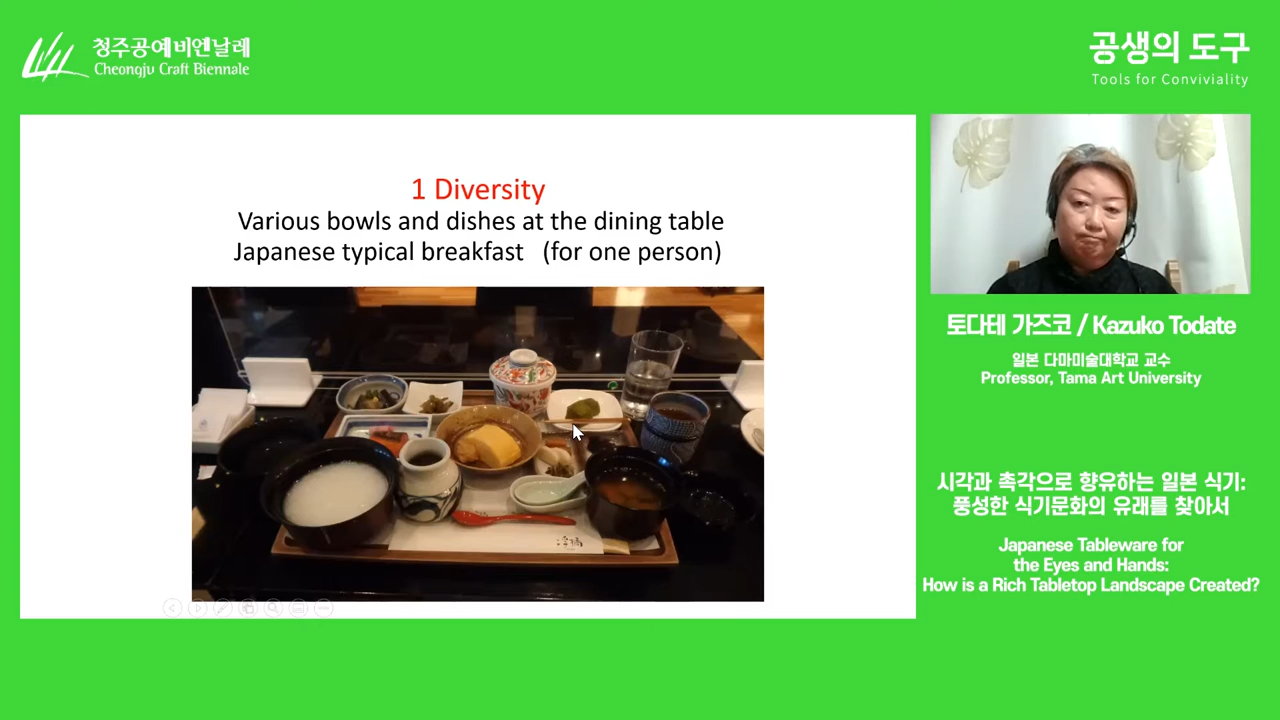 청주공예비엔날레
Cheongju Craft Biennale
공생의 도구
Tools for Conviviality
1 Diversity
Various bowls and dishes at the dining table
Japanese typical breakfast (for one person)
토다테 가즈코 / Kazuko Todate
일본 다마미술대학교 교수
Professor, Tama Art University
시각과 촉각으로 향유하는 일본 식기:
풍성한 식기문화의 유래를 찾아서
Japanese Tableware for
the Eyes and Hands:
How is a Rich Tabletop Landscape Created?